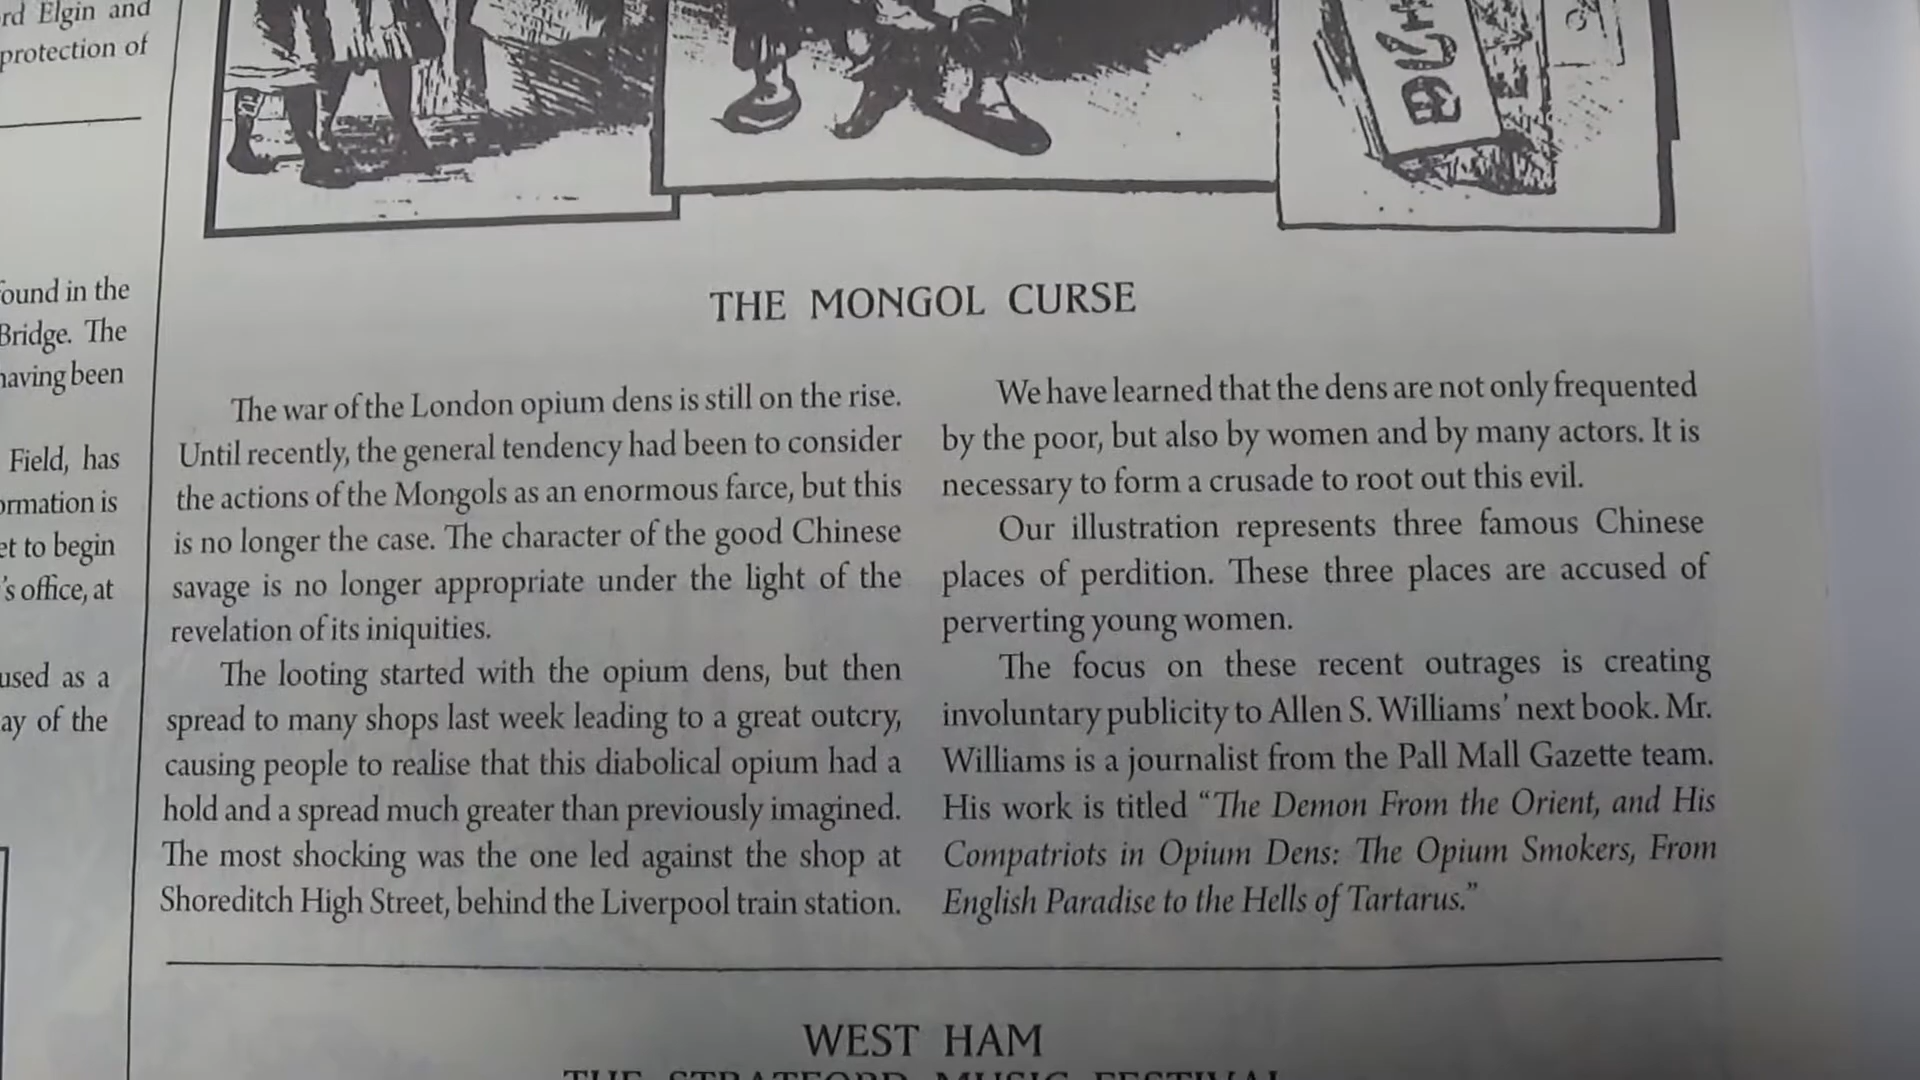 rd Elgin and
protection of
found in the
Bridge. The
having been
Field, has
ormation is
et to begin
's office, at
used as a
ay of the
THE MONGOL CURSE
The war of the London opium dens is still on the rise.
Until recently, the general tendency had been to consider
the actions of the Mongols as an enormous farce, but this
is no longer the case. The character of the good Chinese
savage is no longer appropriate under the light of the
revelation of its iniquities.
The looting started with the opium dens, but then
spread to many shops last week leading to a great outcry,
causing people to realise that this diabolical opium had a
hold and a spread much greater than previously imagined.
The most shocking was the one led against the shop at
Shoreditch High Street, behind the Liverpool train station.
We have learned that the dens are not only frequented
by the poor, but also by women and by many actors. It is
necessary to form a crusade to root out this evil.
Our illustration represents three famous Chinese
places of perdition. These three places are accused of
perverting young women.
The focus on these recent outrages is creating
involuntary publicity to Allen S. Williams' next book. Mr.
Williams is a journalist from the Pall Mall Gazette team.
His work is titled “The Demon From the Orient, and His
Compatriots in Opium Dens: The Opium Smokers, From
English Paradise to the Hells of Tartarus.”
WEST HAM
THE STRATFORD MUSIC FESTIVAL